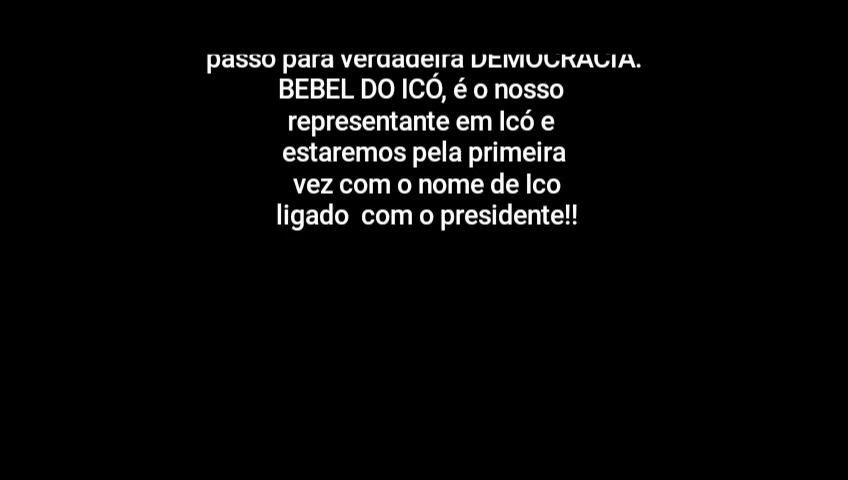 passo para verdadeira DEMOCRACIA.
BEBEL DO ICÓ, é o nosso
representante em Icó e
estaremos pela primeira
vez com o nome de Ico
ligado com o presidente!!